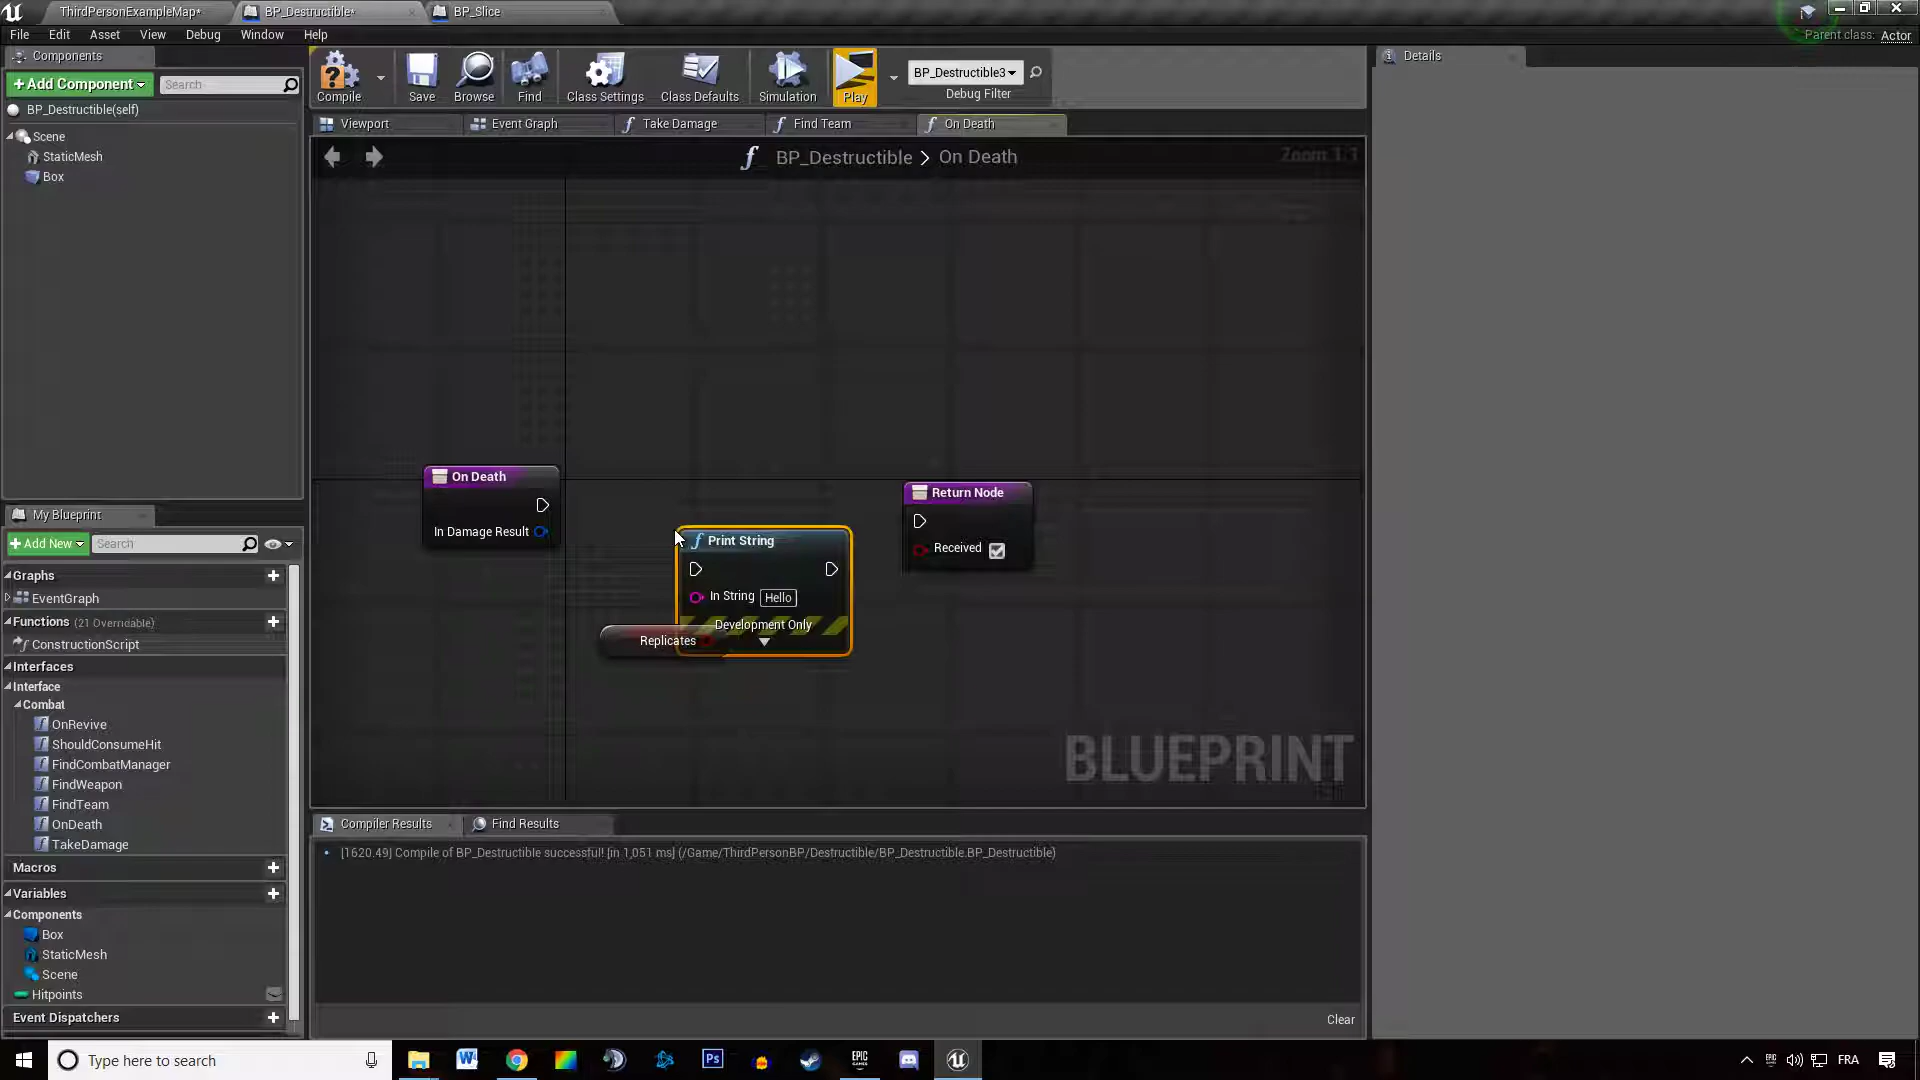 ThirdPersonExampleMap*
BP_Destructible*
BP_Slice
File
Edit
Asset
View
Debug
Window
Help
Parent class: Actor
Components
+Add Component
Search
BP_Destructible(self)
Scene
StaticMesh
Box
Compile
Save
Browse
Find
Class Settings
Class Defaults
Simulation
Play
BP_Destructible3
Debug Filter
Details
Viewport
Event Graph
Take Damage
Find Team
On Death
BP_Destructible > On Death
Zoom 1:1
On Death
In Damage Result
Print String
In String Hello
Development Only
Replicates
Return Node
Received
BLUEPRINT
My Blueprint
+Add New
Search
Graphs
EventGraph
Functions (21 Overridable)
ConstructionScript
Interfaces
Interface
Combat
OnRevive
ShouldConsumeHit
FindCombatManager
FindWeapon
FindTeam
OnDeath
TakeDamage
Macros
Variables
Components
Box
StaticMesh
Scene
Hitpoints
Event Dispatchers
Compiler Results
Find Results
[1620.49] Compile of BP_Destructible successful! [in 1,051 ms] (/Game/ThirdPersonBP/Destructible/BP_Destructible.BP_Destructible)
Clear
Type here to search
FRA